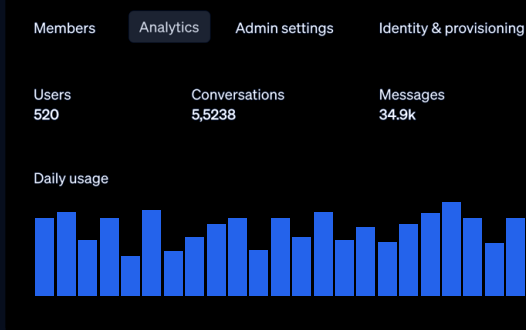 Members Analytics Admin settings Identity & provisioning
Users Conversations Messages
520 5,5238 34.9k
Daily usage